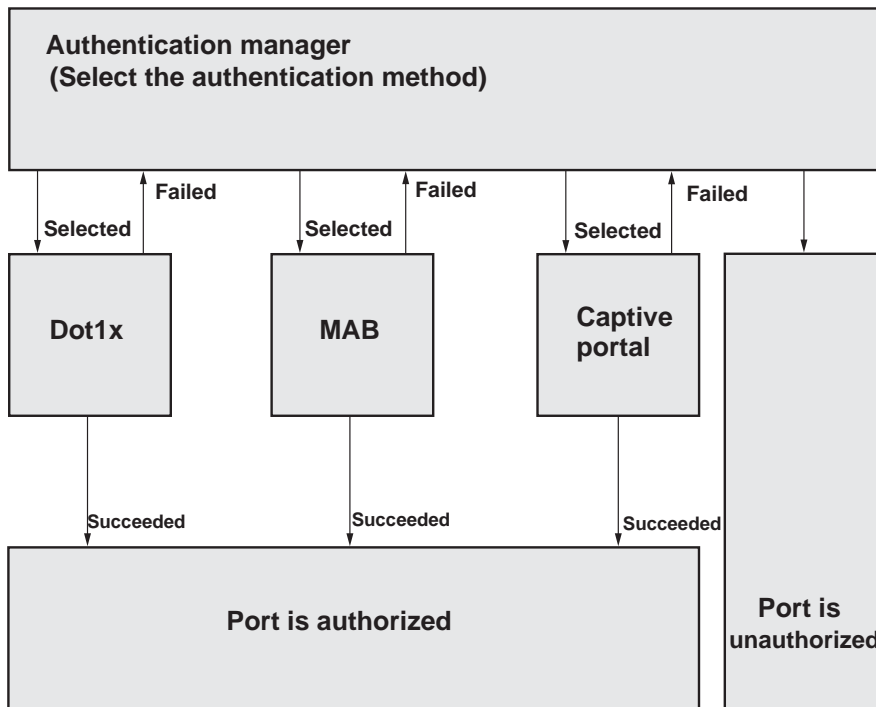 Authentication manager
(Select the authentication method)
Failed
Failed
Failed
Selected
Selected
Selected
Dot1x
MAB
Captive
portal
Succeeded
Succeeded
Succeeded
Port is authorized
Port is
unauthorized